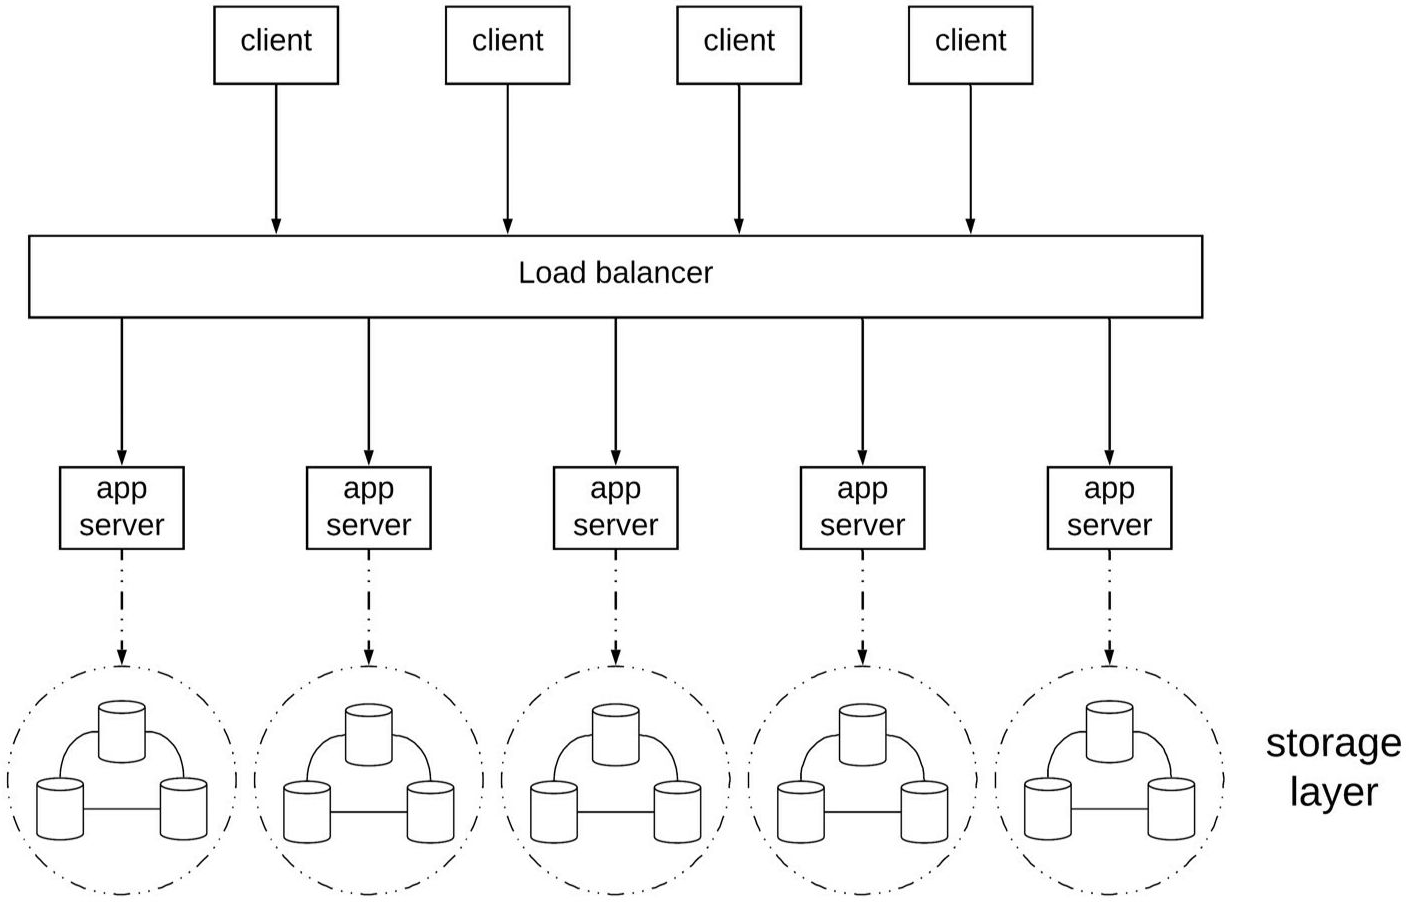 client
client
client
client
Load balancer
app
server
app
server
app
server
app
server
app
server
storage
layer